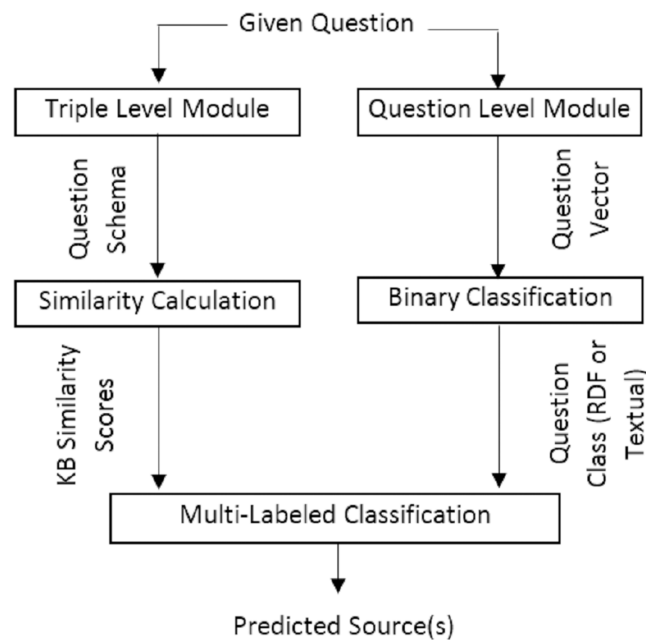 Given Question
Triple Level Module
Question Level Module
Question
Schema
Question
Vector
Similarity Calculation
Binary Classification
KB Similarity
Scores
Question
Class (RDF or
Textual)
Multi-Labeled Classification
Predicted Source(s)